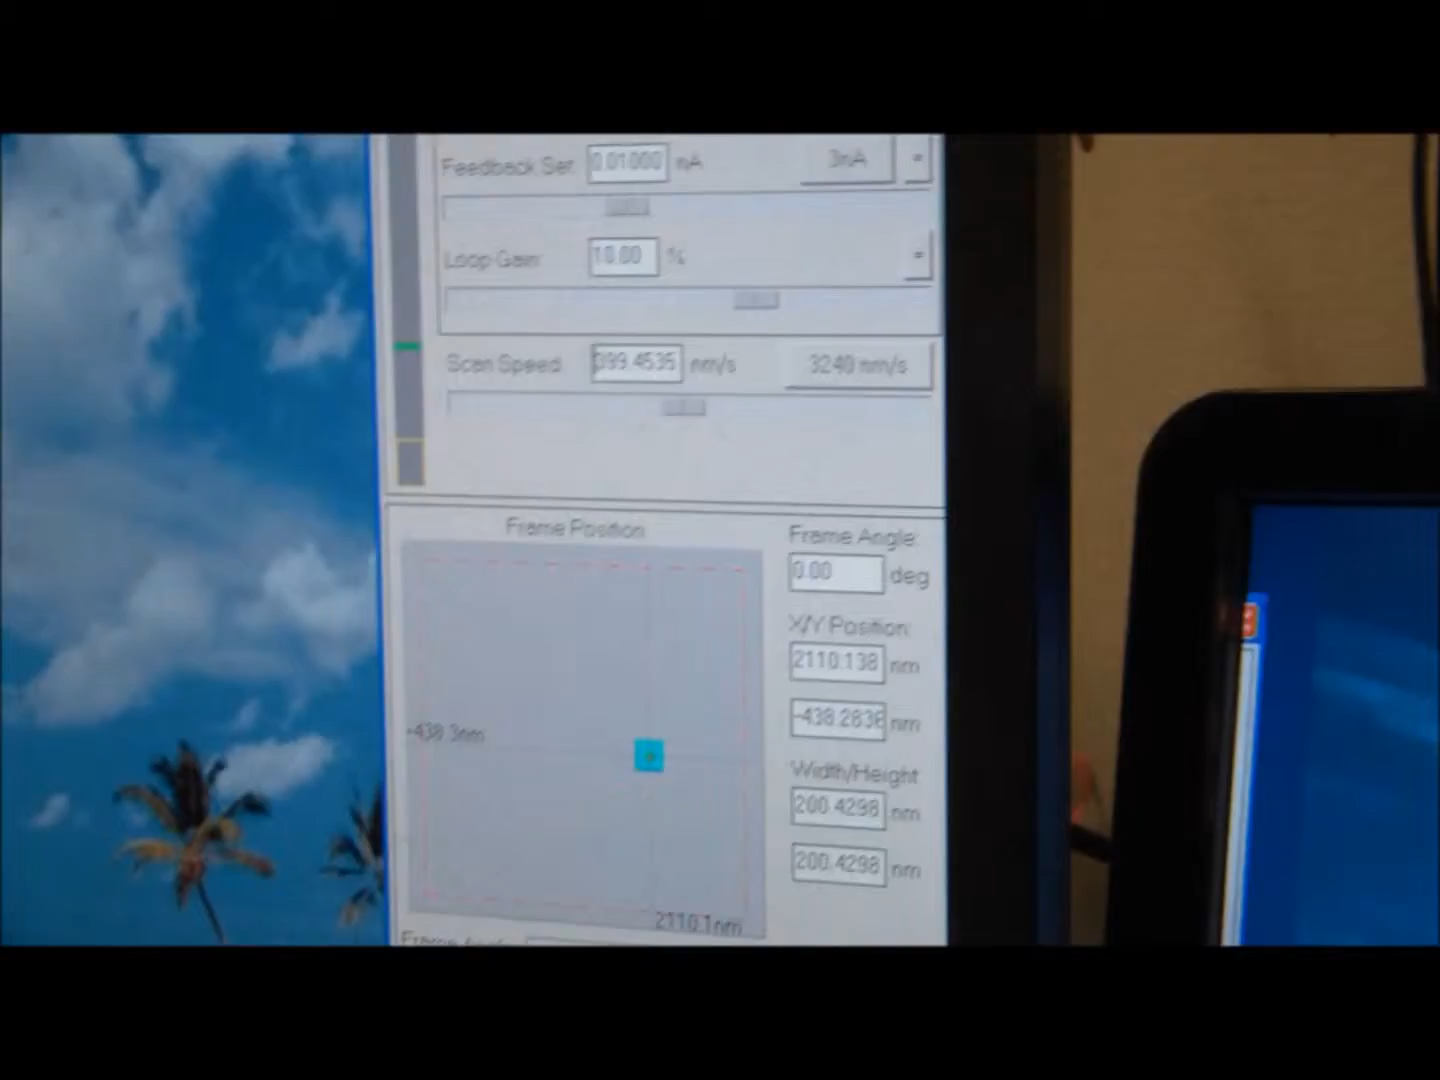 Feedback Set: 0.01000 nA 3nA =
Loop Gain: 10.00 % =
Scan Speed: 399.4535 nm/s 3240 nm/s
Frame Position
Frame Angle:
0.00 deg
X/Y Position:
2110.138 nm
-438.3nm
-438.2836 nm
Width/Height
200.4298 nm
200.4298 nm
2110.1nm